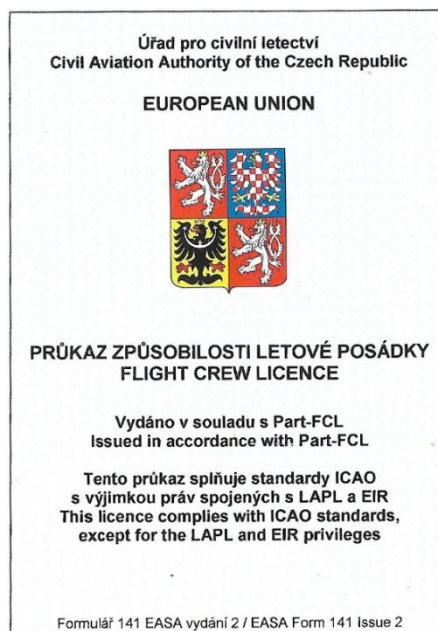 Úřad pro civilní letectví
Civil Aviation Authority of the Czech Republic
EUROPEAN UNION
PRŮKAZ ZPŮSOBILOSTI LETOVÉ POSÁDKY
FLIGHT CREW LICENCE
Vydáno v souladu s Part-FCL
Issued in accordance with Part-FCL
Tento průkaz splňuje standardy ICAO
s výjimkou práv spojených s LAPL a EIR
This licence complies with ICAO standards,
except for the LAPL and EIR privileges
Formulář 141 EASA vydání 2 / EASA Form 141 Issue 2